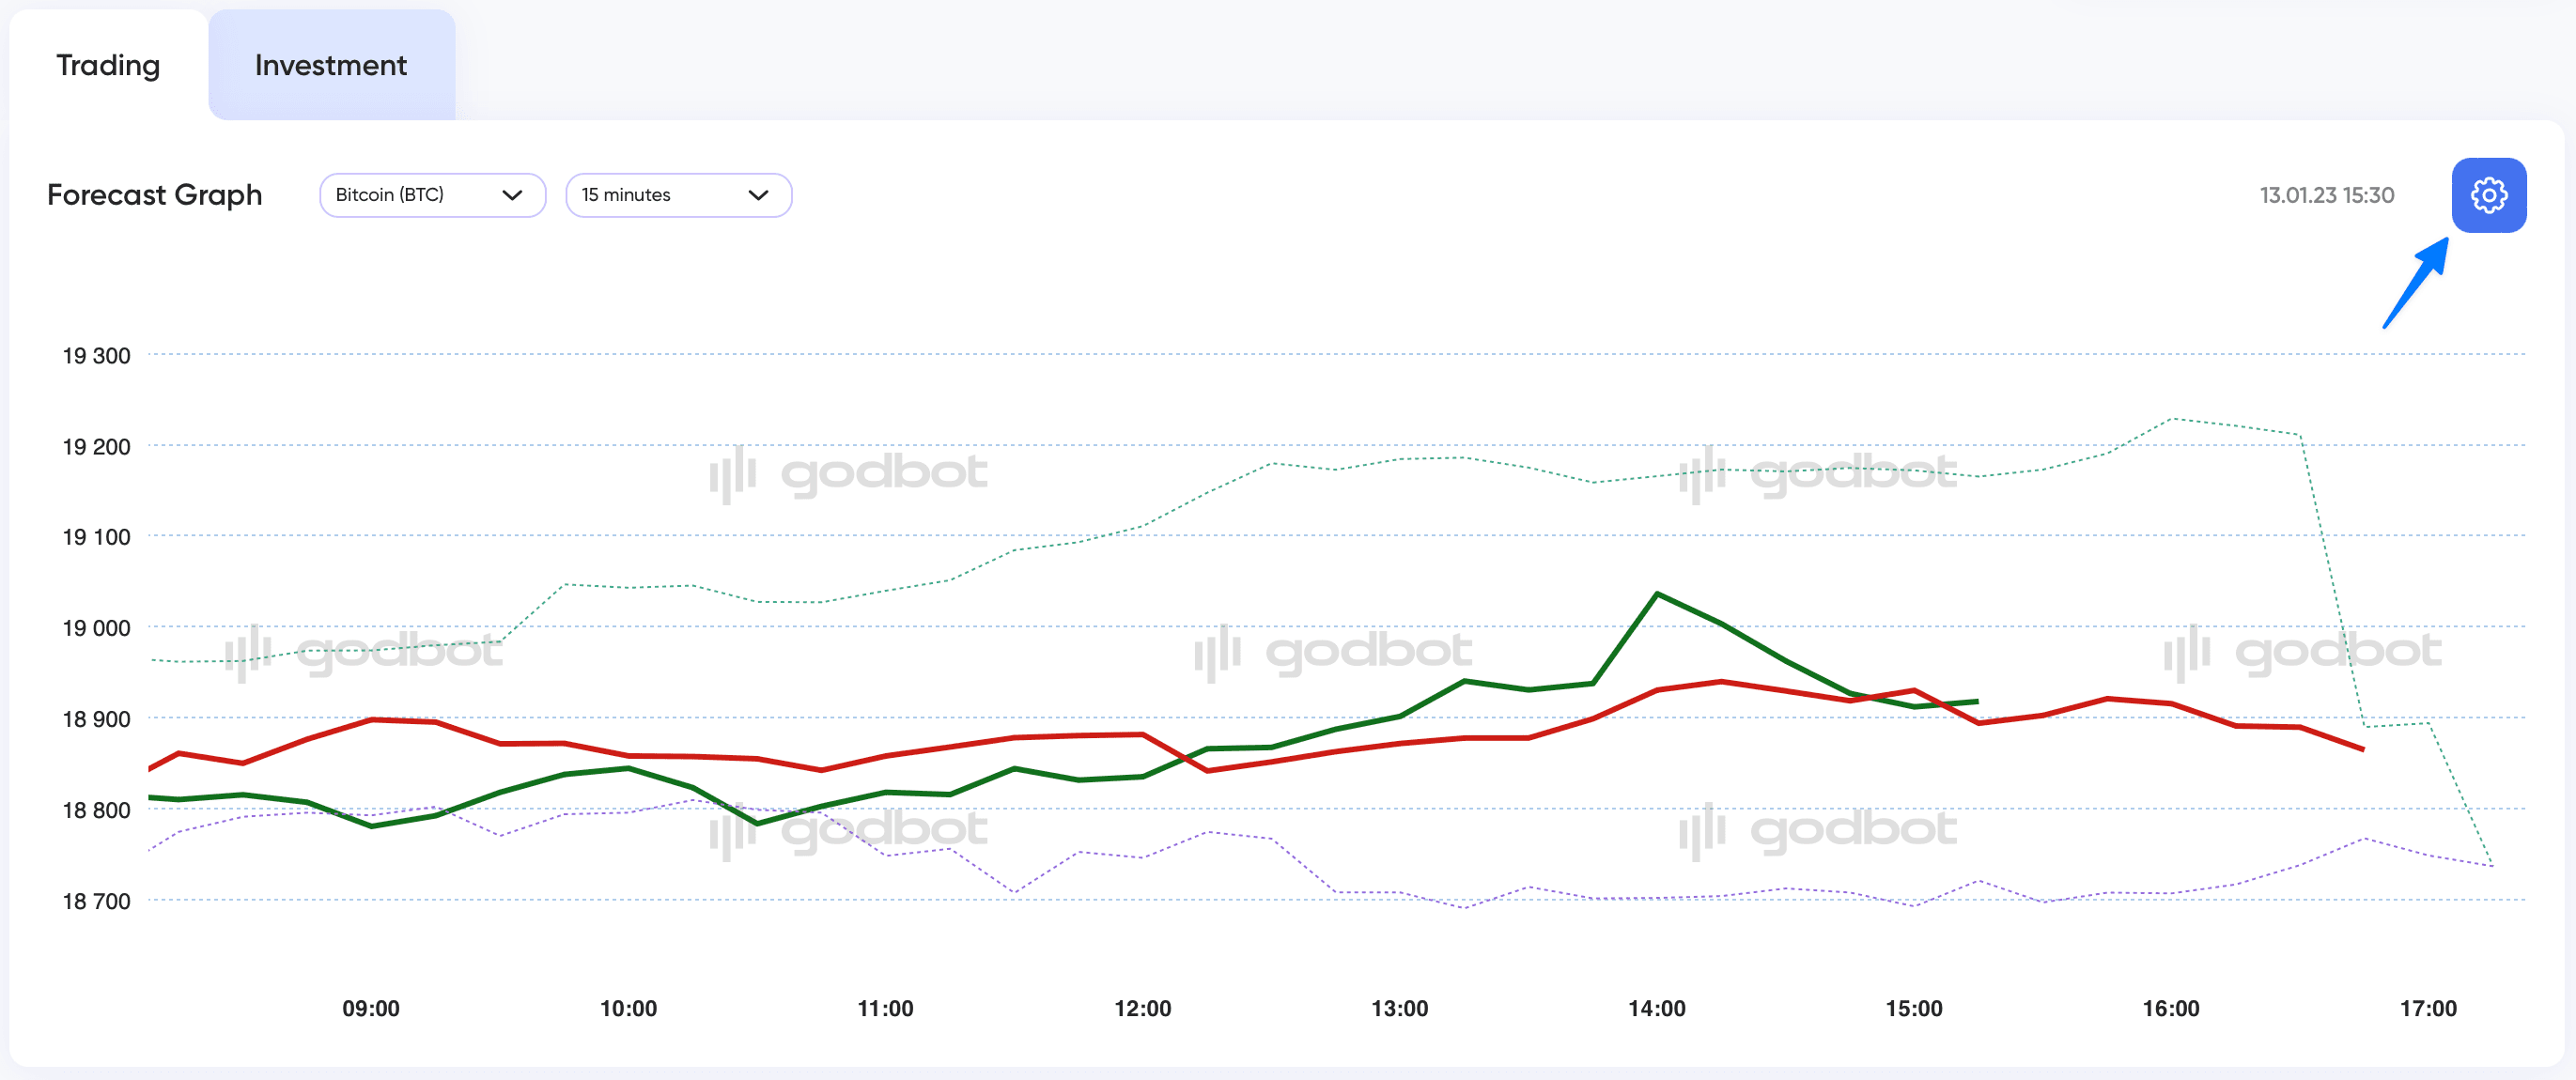 Trading Investment
Forecast Graph Bitcoin (BTC) 15 minutes 13.01.23 15:30
19 300
19 200
godbot godbot
19 100
19 000
godbot godbot godbot
18 900
18 800
godbot godbot
18 700
09:00 10:00 11:00 12:00 13:00 14:00 15:00 16:00 17:00